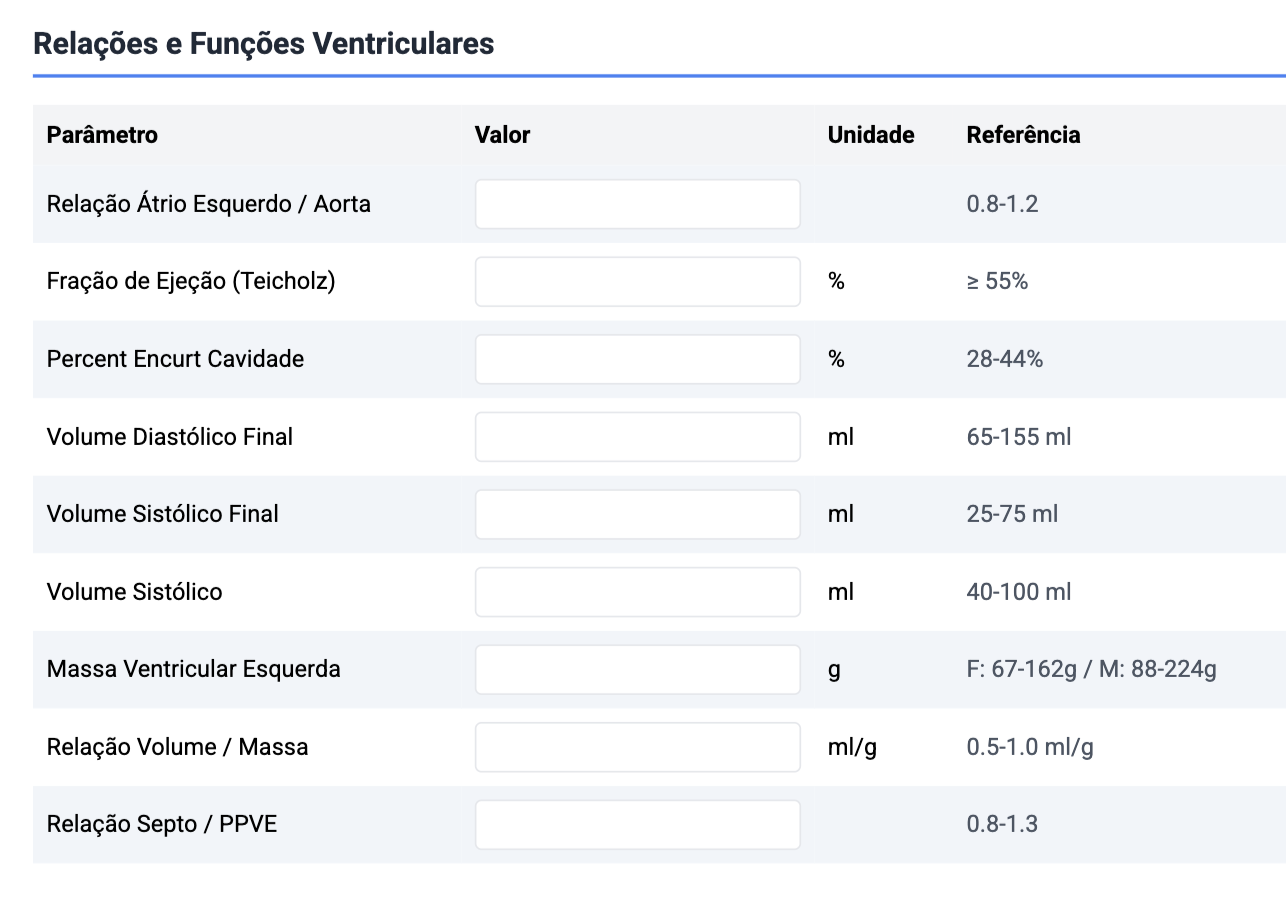 Relações e Funções Ventriculares
Parâmetro Valor Unidade Referência
Relação Átrio Esquerdo / Aorta 0.8-1.2
Fração de Ejeção (Teicholz) % ≥ 55%
Percent Encurt Cavidade % 28-44%
Volume Diastólico Final ml 65-155 ml
Volume Sistólico Final ml 25-75 ml
Volume Sistólico ml 40-100 ml
Massa Ventricular Esquerda g F: 67-162g / M: 88-224g
Relação Volume / Massa ml/g 0.5-1.0 ml/g
Relação Septo / PPVE 0.8-1.3